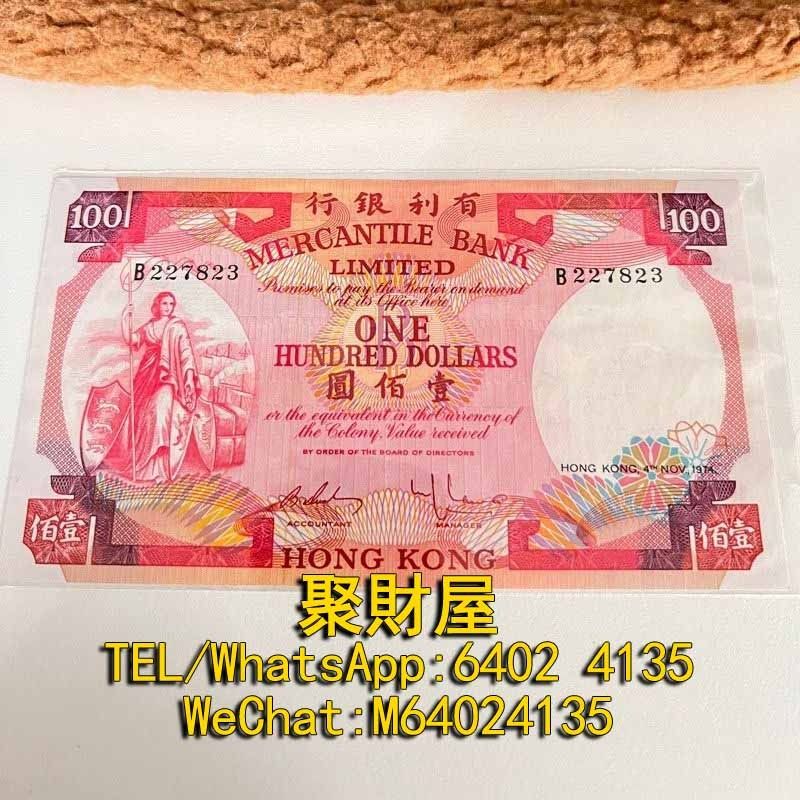 行銀利有
100
100
MERCANTILE BANK
LIMITED
B227823
B227823
Promises to pay the Bearer on demand
at its Office here
ONE
HUNDRED DOLLARS
圓佰壹
or the equivalent in the Currency of
the Colony, Value received
BY ORDER OF THE BOARD OF DIRECTORS
HONG KONG, 4TH NOV, 1974.
ACCOUNTANT
MANAGER
佰壹
佰壹
HONG KONG
聚財屋
TEL/WhatsApp:6402 4135
WeChat:M64024135